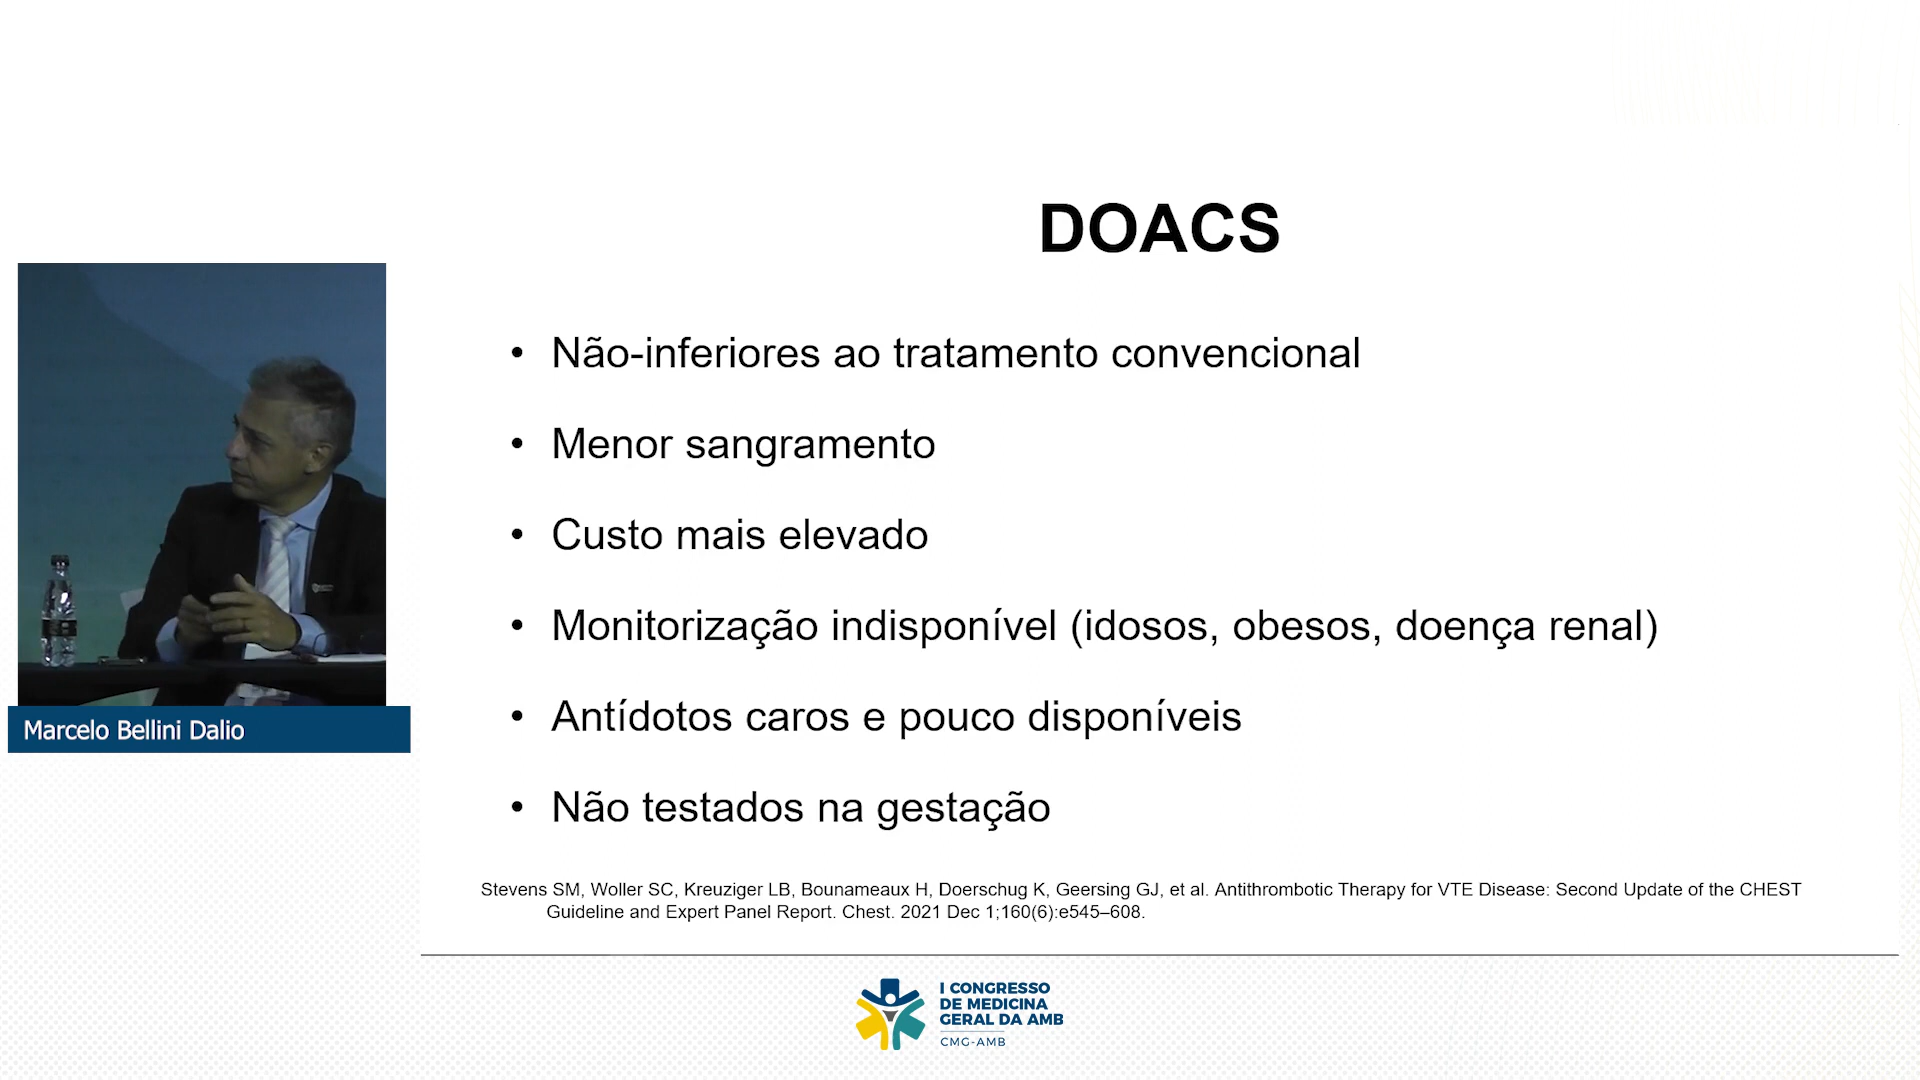 DOACS
• Não-inferiores ao tratamento convencional
• Menor sangramento
• Custo mais elevado
• Monitorização indisponível (idosos, obesos, doença renal)
• Antídotos caros e pouco disponíveis
• Não testados na gestação
Stevens SM, Woller SC, Kreuziger LB, Bounameaux H, Doerschug K, Geersing GJ, et al. Antithrombotic Therapy for VTE Disease: Second Update of the CHEST
Guideline and Expert Panel Report. Chest. 2021 Dec 1;160(6):e545–608.
Marcelo Bellini Dalio
I CONGRESSO
DE MEDICINA
GERAL DA AMB
CMG-AMB